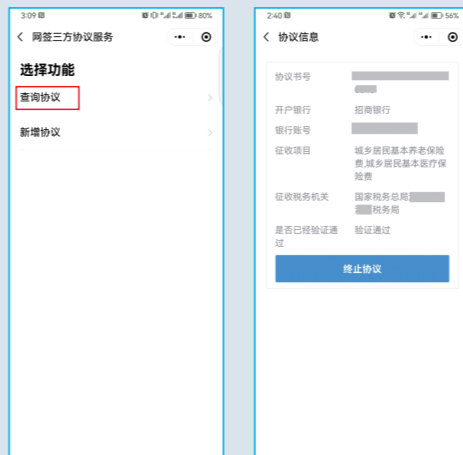 3:09 80%
网签三方协议服务
选择功能
查询协议
新增协议
2:40 56%
协议信息
协议书号
开户银行 招商银行
银行账号
征收项目 城乡居民基本养老保险
费,城乡居民基本医疗保
险费
征收税务机关 国家税务总局
税务局
是否已经验证通 验证通过
过
终止协议